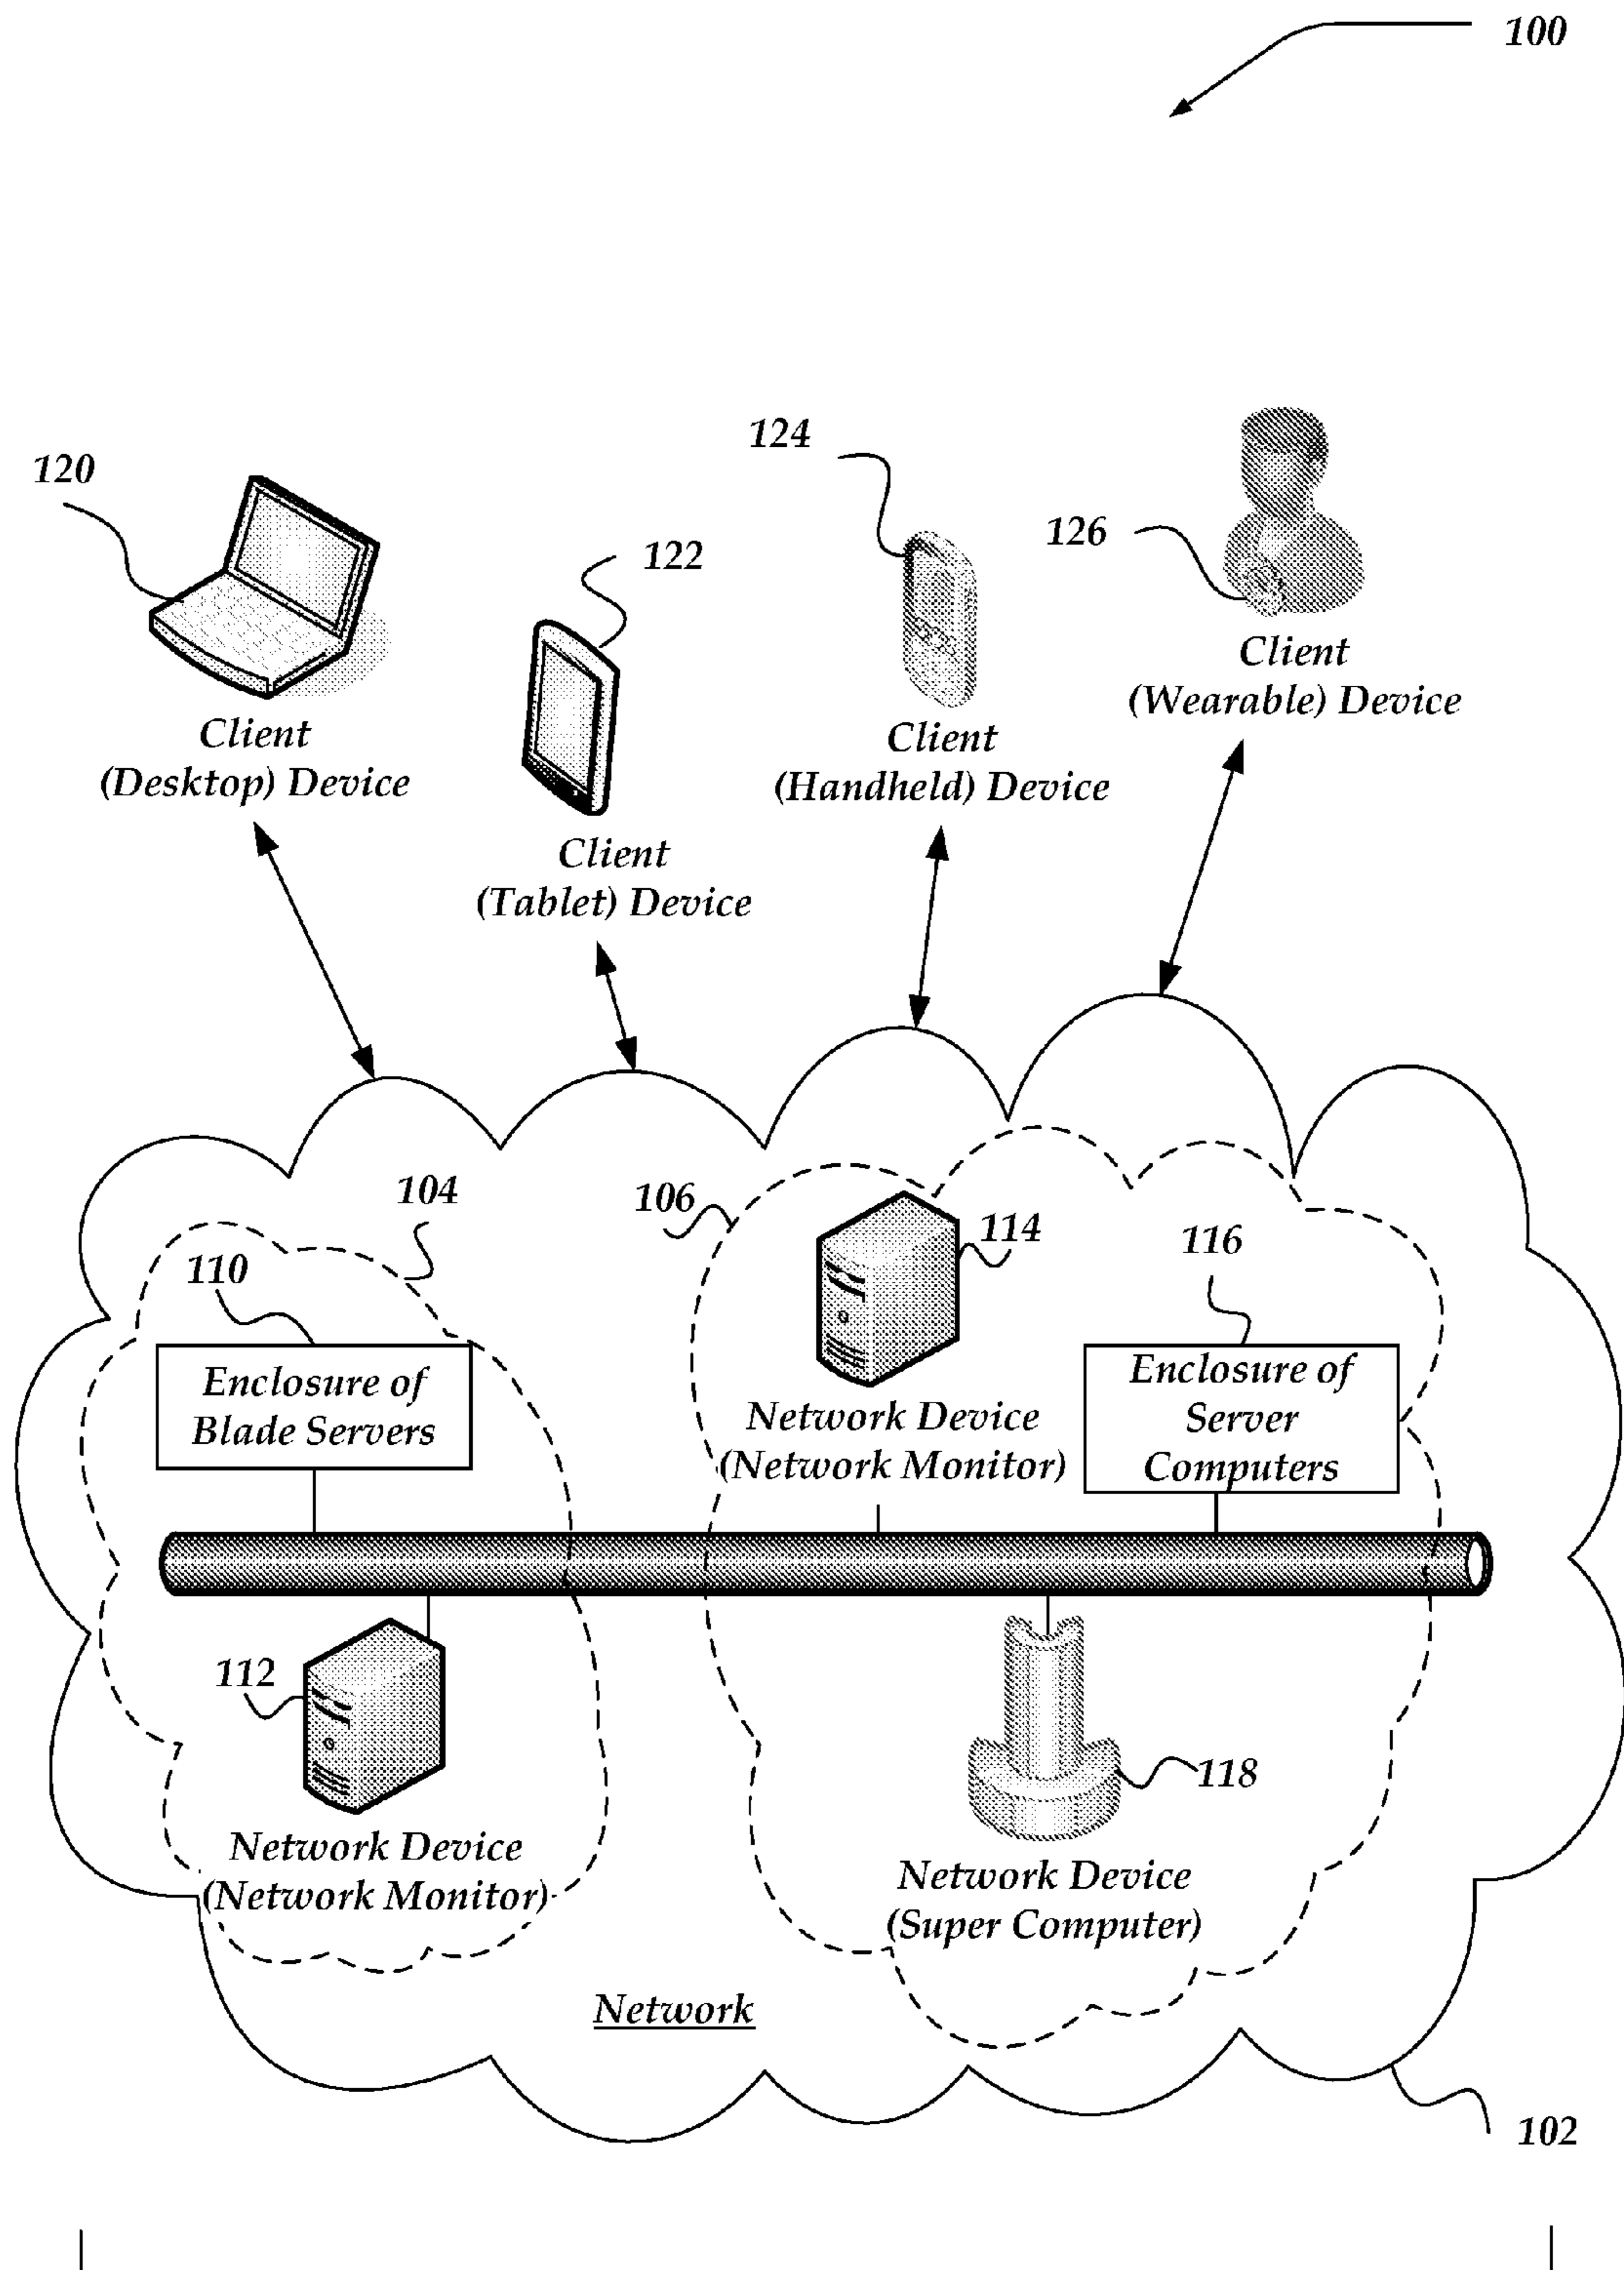 100
120
124
126
122
Client
(Wearable) Device
Client
(Desktop) Device
Client
(Handheld) Device
Client
(Tablet) Device
104
106
114
116
110
Enclosure of
Blade Servers
Enclosure of
Server
Computers
Network Device
(Network Monitor)
112
118
Network Device
(Network Monitor)
Network Device
(Super Computer)
Network
102